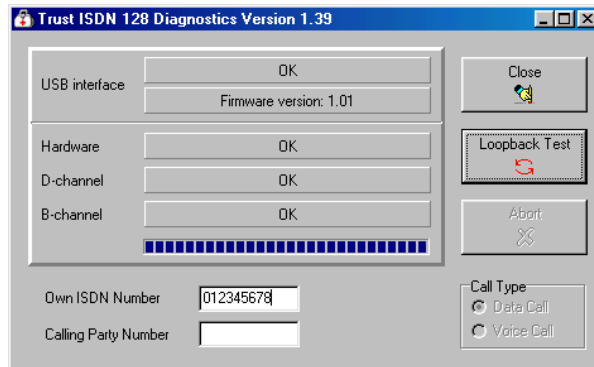 Trust ISDN 128 Diagnostics Version 1.39
USB interface
OK
Firmware version: 1.01
Close
Hardware
OK
Loopback Test
D-channel
OK
B-channel
OK
Abort
Own ISDN Number
012345678
Calling Party Number
Call Type
Data Call
Voice Call